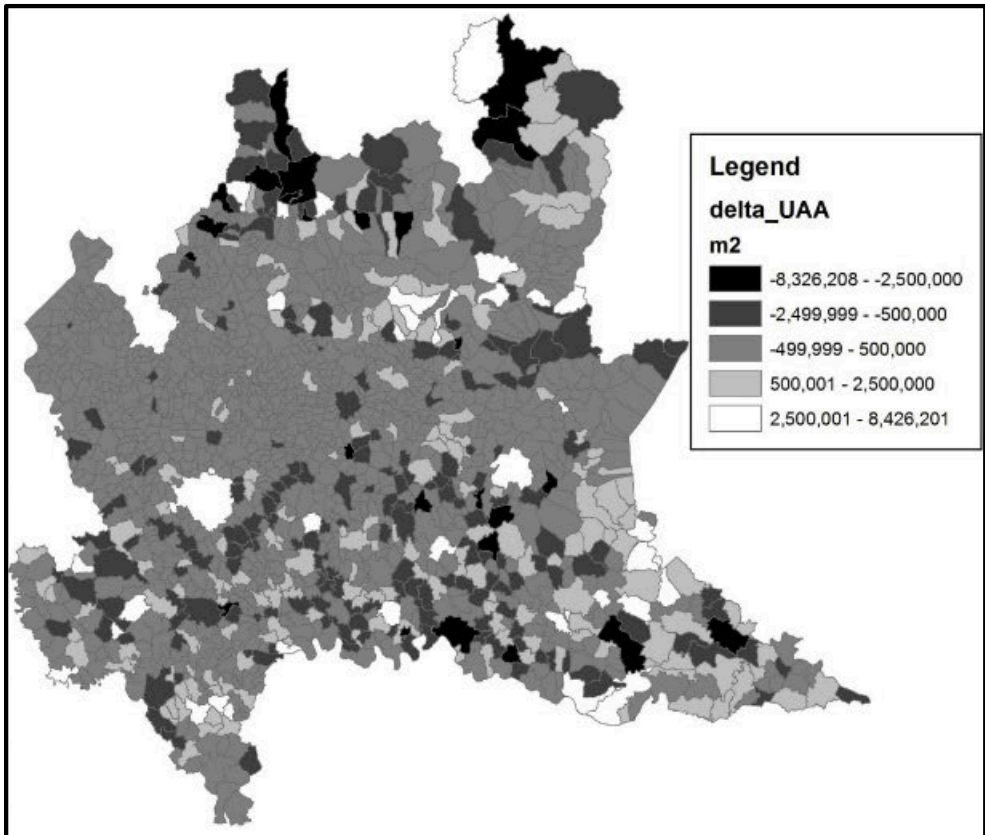 Legend
delta_UAA
m2
-8,326,208 - -2,500,000
-2,499,999 - -500,000
-499,999 - 500,000
500,001 - 2,500,000
2,500,001 - 8,426,201